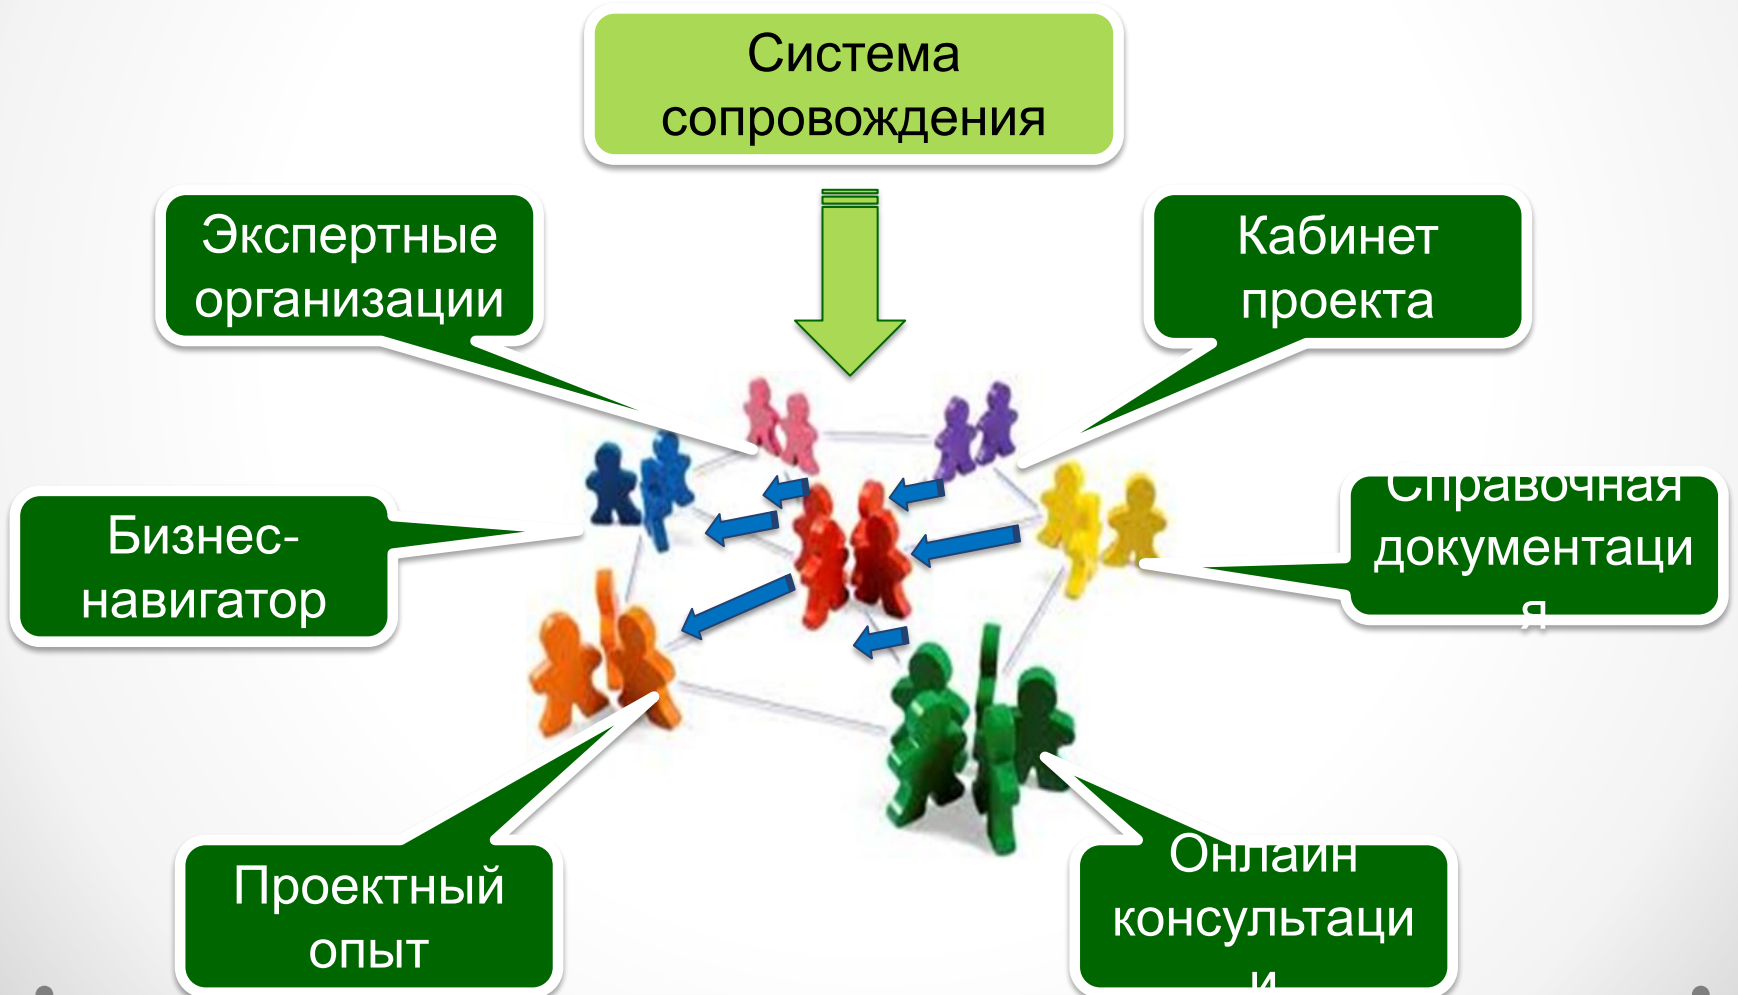 Система
сопровождения
Экспертные
организации
Кабинет
проекта
Бизнес-
навигатор
Справочная
документаци
я
Проектный
опыт
Онлайн
консультаци
и